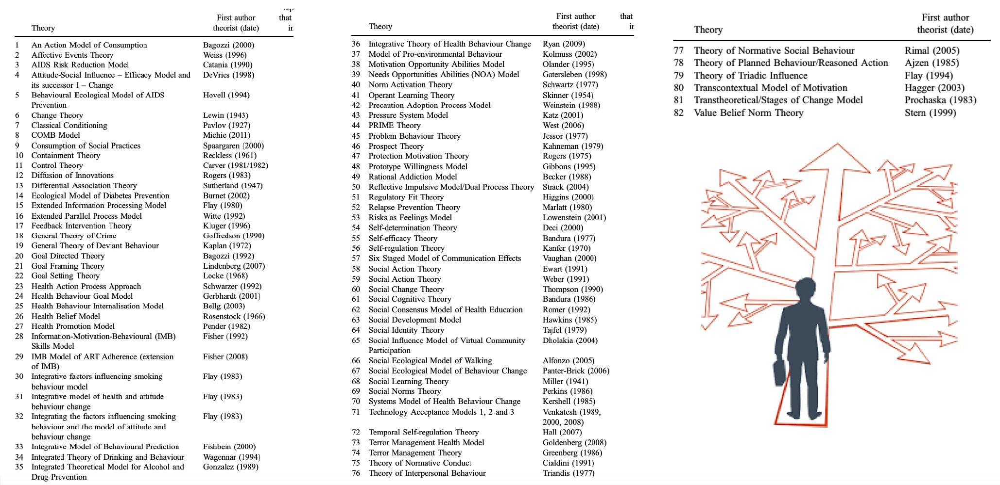 rep
First author that
Theory theorist (date) in
1 An Action Model of Consumption Bagozzi (2000)
2 Affective Events Theory Weiss (1996)
3 AIDS Risk Reduction Model Catania (1990)
4 Attitude-Social Influence – Efficacy Model and DeVries (1998)
its successor I – Change
5 Behavioural Ecological Model of AIDS Hovell (1994)
Prevention
6 Change Theory Lewin (1943)
7 Classical Conditioning Pavlov (1927)
8 COMB Model Michie (2011)
9 Consumption of Social Practices Spaargaren (2000)
10 Containment Theory Reckless (1961)
11 Control Theory Carver (1981/1982)
12 Diffusion of Innovations Rogers (1983)
13 Differential Association Theory Sutherland (1947)
14 Ecological Model of Diabetes Prevention Burnet (2002)
15 Extended Information Processing Model Flay (1980)
16 Extended Parallel Process Model Witte (1992)
17 Feedback Intervention Theory Kluger (1996)
18 General Theory of Crime Goffredson (1990)
19 General Theory of Deviant Behaviour Kaplan (1972)
20 Goal Directed Theory Bagozzi (1992)
21 Goal Framing Theory Lindenberg (2007)
22 Goal Setting Theory Locke (1968)
23 Health Action Process Approach Schwarzer (1992)
24 Health Behaviour Goal Model Gerbhardt (2001)
25 Health Behaviour Internalisation Model Bellg (2003)
26 Health Belief Model Rosenstock (1966)
27 Health Promotion Model Pender (1982)
28 Information-Motivation-Behavioural (IMB) Fisher (1992)
Skills Model
29 IMB Model of ART Adherence (extension Fisher (2008)
of IMB)
30 Integrative factors influencing smoking Flay (1983)
behaviour model
31 Integrative model of health and attitude Flay (1983)
behaviour change
32 Integrating the factors influencing smoking Flay (1983)
behaviour and the model of attitude and
behaviour change
33 Integrative Model of Behavioural Prediction Fishbein (2000)
34 Integrated Theory of Drinking and Behaviour Wagennar (1994)
35 Integrated Theoretical Model for Alcohol and Gonzalez (1989)
Drug Prevention
First author that
Theory theorist (date) in
36 Integrative Theory of Health Behaviour Change Ryan (2009)
37 Model of Pro-environmental Behaviour Kolmuss (2002)
38 Motivation Opportunity Abilities Model Olander (1995)
39 Needs Opportunities Abilities (NOA) Model Gatersleben (1998)
40 Norm Activation Theory Schwartz (1977)
41 Operant Learning Theory Skinner (1954)
42 Precaution Adoption Process Model Weinstein (1988)
43 Pressure System Model Katz (2001)
44 PRIME Theory West (2006)
45 Problem Behaviour Theory Jessor (1977)
46 Prospect Theory Kahneman (1979)
47 Protection Motivation Theory Rogers (1975)
48 Prototype Willingness Model Gibbons (1995)
49 Rational Addiction Model Becker (1988)
50 Reflective Impulsive Model/Dual Process Theory Strack (2004)
51 Regulatory Fit Theory Higgins (2000)
52 Relapse Prevention Theory Marlatt (1980)
53 Risks as Feelings Model Lowenstein (2001)
54 Self-determination Theory Deci (2000)
55 Self-efficacy Theory Bandura (1977)
56 Self-regulation Theory Kanfer (1970)
57 Six Staged Model of Communication Effects Vaughan (2000)
58 Social Action Theory Ewart (1991)
59 Social Action Theory Weber (1991)
60 Social Change Theory Thompson (1990)
61 Social Cognitive Theory Bandura (1986)
62 Social Consensus Model of Health Education Romer (1992)
63 Social Development Model Hawkins (1985)
64 Social Identity Theory Tajfel (1979)
65 Social Influence Model of Virtual Community Dholakia (2004)
Participation
66 Social Ecological Model of Walking Alfonzo (2005)
67 Social Ecological Model of Behaviour Change Panter-Brick (2006)
68 Social Learning Theory Miller (1941)
69 Social Norms Theory Perkins (1986)
70 Systems Model of Health Behaviour Change Kershell (1985)
71 Technology Acceptance Models 1, 2 and 3 Venkatesh (1989,
2000, 2008)
72 Temporal Self-regulation Theory Hall (2007)
73 Terror Management Health Model Goldenberg (2008)
74 Terror Management Theory Greenberg (1986)
75 Theory of Normative Conduct Cialdini (1991)
76 Theory of Interpersonal Behaviour Triandis (1977)
First author
Theory theorist (date)
77 Theory of Normative Social Behaviour Rimal (2005)
78 Theory of Planned Behaviour/Reasoned Action Ajzen (1985)
79 Theory of Triadic Influence Flay (1994)
80 Transcontextual Model of Motivation Hagger (2003)
81 Transtheoretical/Stages of Change Model Prochaska (1983)
82 Value Belief Norm Theory Stern (1999)